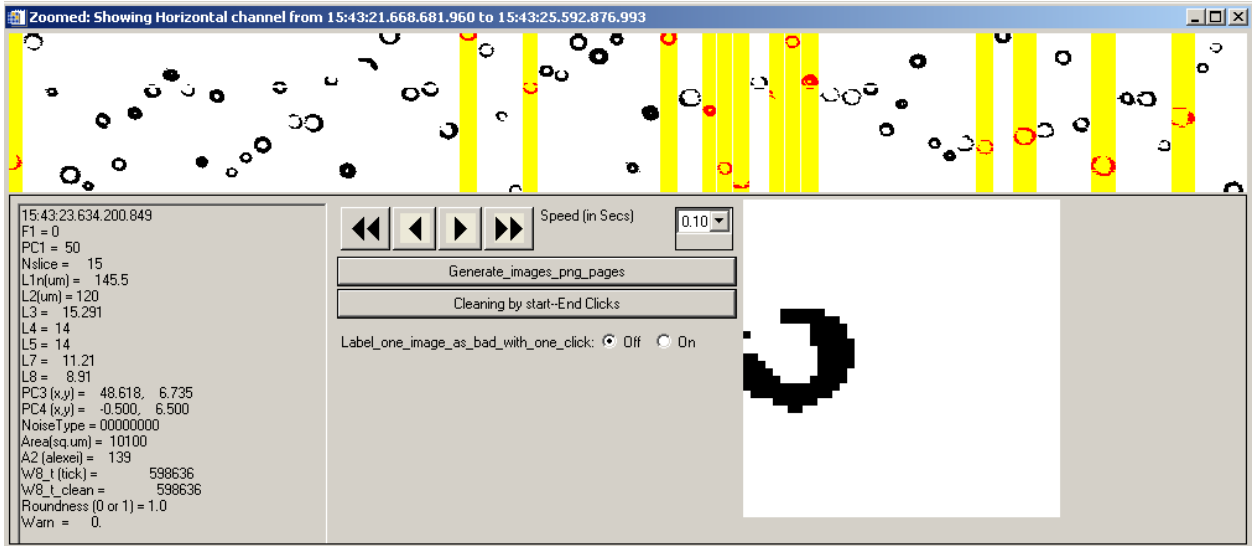 Zoomed: Showing Horizontal channel from 15:43:21.668.681.960 to 15:43:25.592.876.993
15:43:23.634.200.849
F1 = 0
PC1 = 50
Nslice = 15
L1n(um) = 145.5
L2(um) = 120
L3 = 15.291
L4 = 14
L5 = 14
L7 = 11.21
L8 = 8.91
PC3 (x,y) = 48.618, 6.735
PC4 (x,y) = -0.500, 6.500
NoiseType = 00000000
Area(sq.um) = 10100
A2 (alexei) = 139
W8_t (tick) = 598636
W8_t_clean = 598636
Roundness (0 or 1) = 1.0
Warn = 0.
Speed (in Secs)
0.10
Generate_images_png_pages
Cleaning by start--End Clicks
Label_one_image_as_bad_with_one_click: Off On